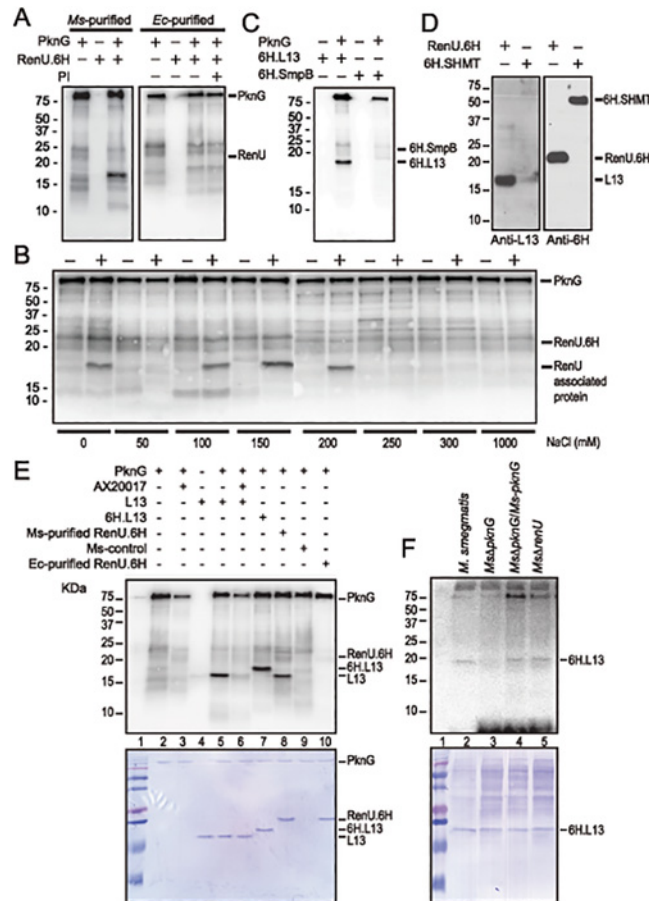 A
Ms-purified Ec-purified
PknG + - + + - + +
RenU.6H - + + - + + +
PI +
75
50
37
25
20
15
10
PknG
RenU
C
PknG - + - +
6H.L13 + + - -
6H.SmpB - - + +
75
50
37
25
20
15
10
6H.SmpB
6H.L13
D
RenU.6H + - + -
6H.SHMT - + - +
75
50
37
25
20
15
10
6H.SHMT
RenU.6H
L13
Anti-L13 Anti-6H
B
- + - + - + - + - + - + - + - +
75
50
37
25
20
15
10
PknG
RenU.6H
RenU
associated
protein
0 50 100 150 200 250 300 1000 NaCl (mM)
E
PknG + + - + + + + + +
AX20017 - + - - + - - - -
L13 - - + + + - - - -
6H.L13 - - - - - + - - -
Ms-purified RenU.6H - - - - - - + - -
Ms-control - - - - - - - + -
Ec-purified RenU.6H - - - - - - - - +
KDa
75
50
37
25
20
15
10
PknG
RenU.6H
6H.L13
L13
1 2 3 4 5 6 7 8 9 10
PknG
RenU.6H
6H.L13
L13
F
M. smegmatis
MsΔpknG
MsΔpknG/Ms-pknG
MsΔrenU
75
50
37
25
20
15
10
6H.L13
1 2 3 4 5
6H.L13